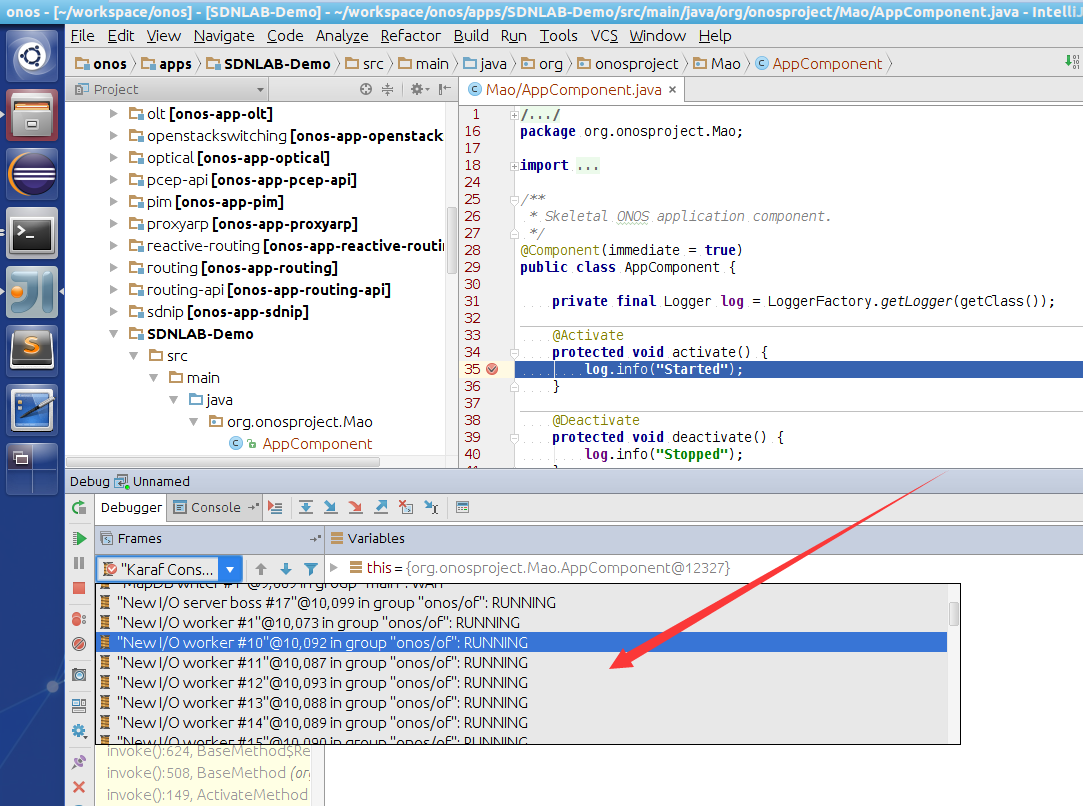 onos - [~/workspace/onos] - [SDNLAB-Demo] - ~/workspace/onos/apps/SDNLAB-Demo/src/main/java/org/onosproject/Mao/AppComponent.java - Intelli
File Edit View Navigate Code Analyze Refactor Build Run Tools VCS Window Help
onos apps SDNLAB-Demo src main java org onosproject Mao AppComponent
Project
Mao/AppComponent.java ×
olt [onos-app-olt]
openstackswitching [onos-app-openstack
optical [onos-app-optical]
pcep-api [onos-app-pcep-api]
pim [onos-app-pim]
proxyarp [onos-app-proxyarp]
reactive-routing [onos-app-reactive-routi
routing [onos-app-routing]
routing-api [onos-app-routing-api]
sdnip [onos-app-sdnip]
SDNLAB-Demo
src
main
java
org.onosproject.Mao
AppComponent
1 /.../
16 package org.onosproject.Mao;
17
18 import ...
24
25 /**
26 * Skeletal ONOS application component.
27 */
28 @Component(immediate = true)
29 public class AppComponent {
30
31 private final Logger log = LoggerFactory.getLogger(getClass());
32
33 @Activate
34 protected void activate() {
35 log.info("Started");
36 }
37
38 @Deactivate
39 protected void deactivate() {
40 log.info("Stopped");
Debug Unnamed
Debugger Console
Frames Variables
"Karaf Cons...
this = {org.onosproject.Mao.AppComponent@12327}
"New I/O server boss #17"@10,099 in group "onos/of": RUNNING
"New I/O worker #1"@10,073 in group "onos/of": RUNNING
"New I/O worker #10"@10,092 in group "onos/of": RUNNING
"New I/O worker #11"@10,087 in group "onos/of": RUNNING
"New I/O worker #12"@10,093 in group "onos/of": RUNNING
"New I/O worker #13"@10,088 in group "onos/of": RUNNING
"New I/O worker #14"@10,089 in group "onos/of": RUNNING
"New I/O worker #15"@10,090 in group "onos/of": RUNNING
invoke():624, BaseMethod$Re
invoke():508, BaseMethod (or
invoke():149, ActivateMethod